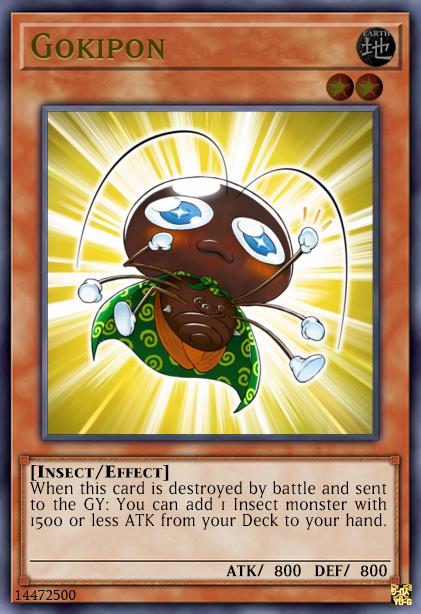 Gokipon
EARTH
地
[Insect/Effect]
When this card is destroyed by battle and sent
to the GY: You can add 1 Insect monster with
1500 or less ATK from your Deck to your hand.
ATK/ 800 DEF/ 800
14472500